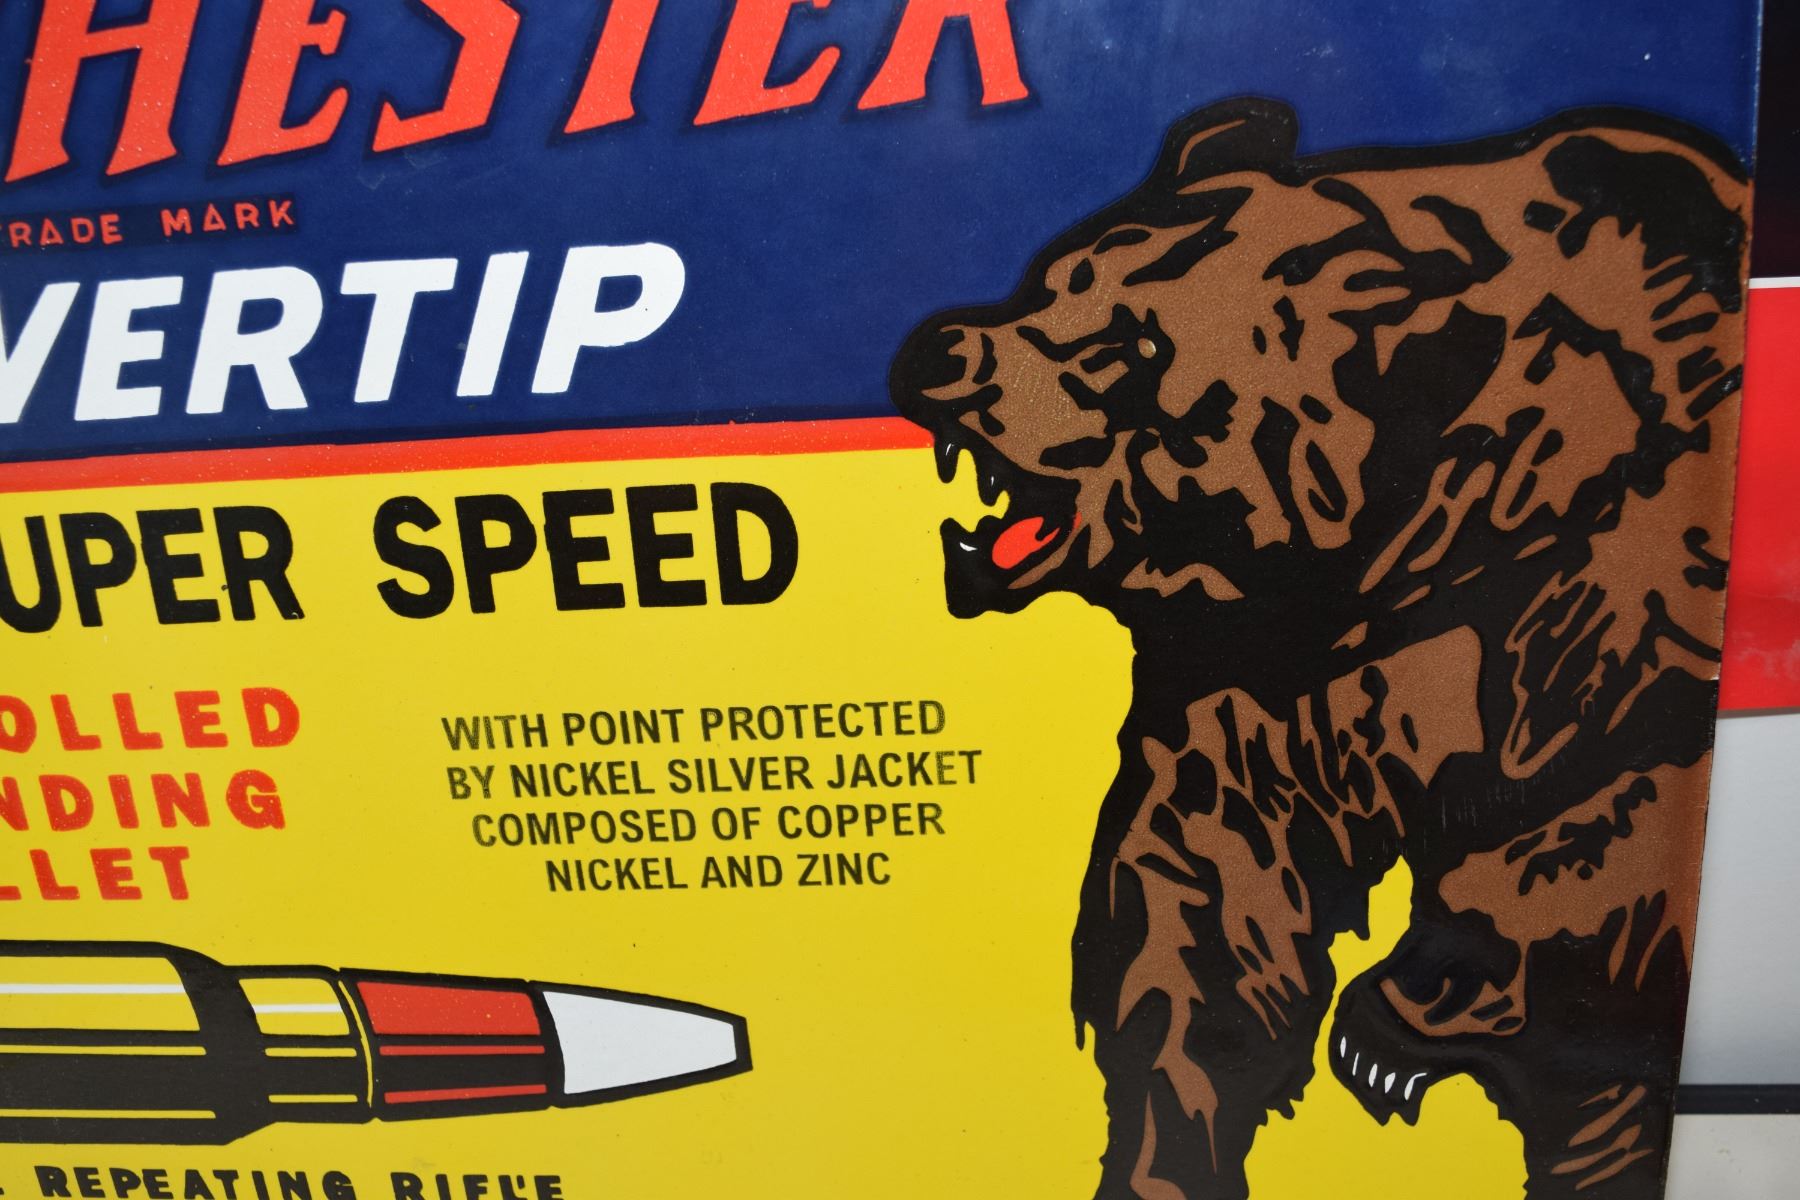 HESTER
TRADE MARK
VERTIP
UPER SPEED
OLLED
NDING
LLET
WITH POINT PROTECTED
BY NICKEL SILVER JACKET
COMPOSED OF COPPER
NICKEL AND ZINC
REPEATING RIFLE